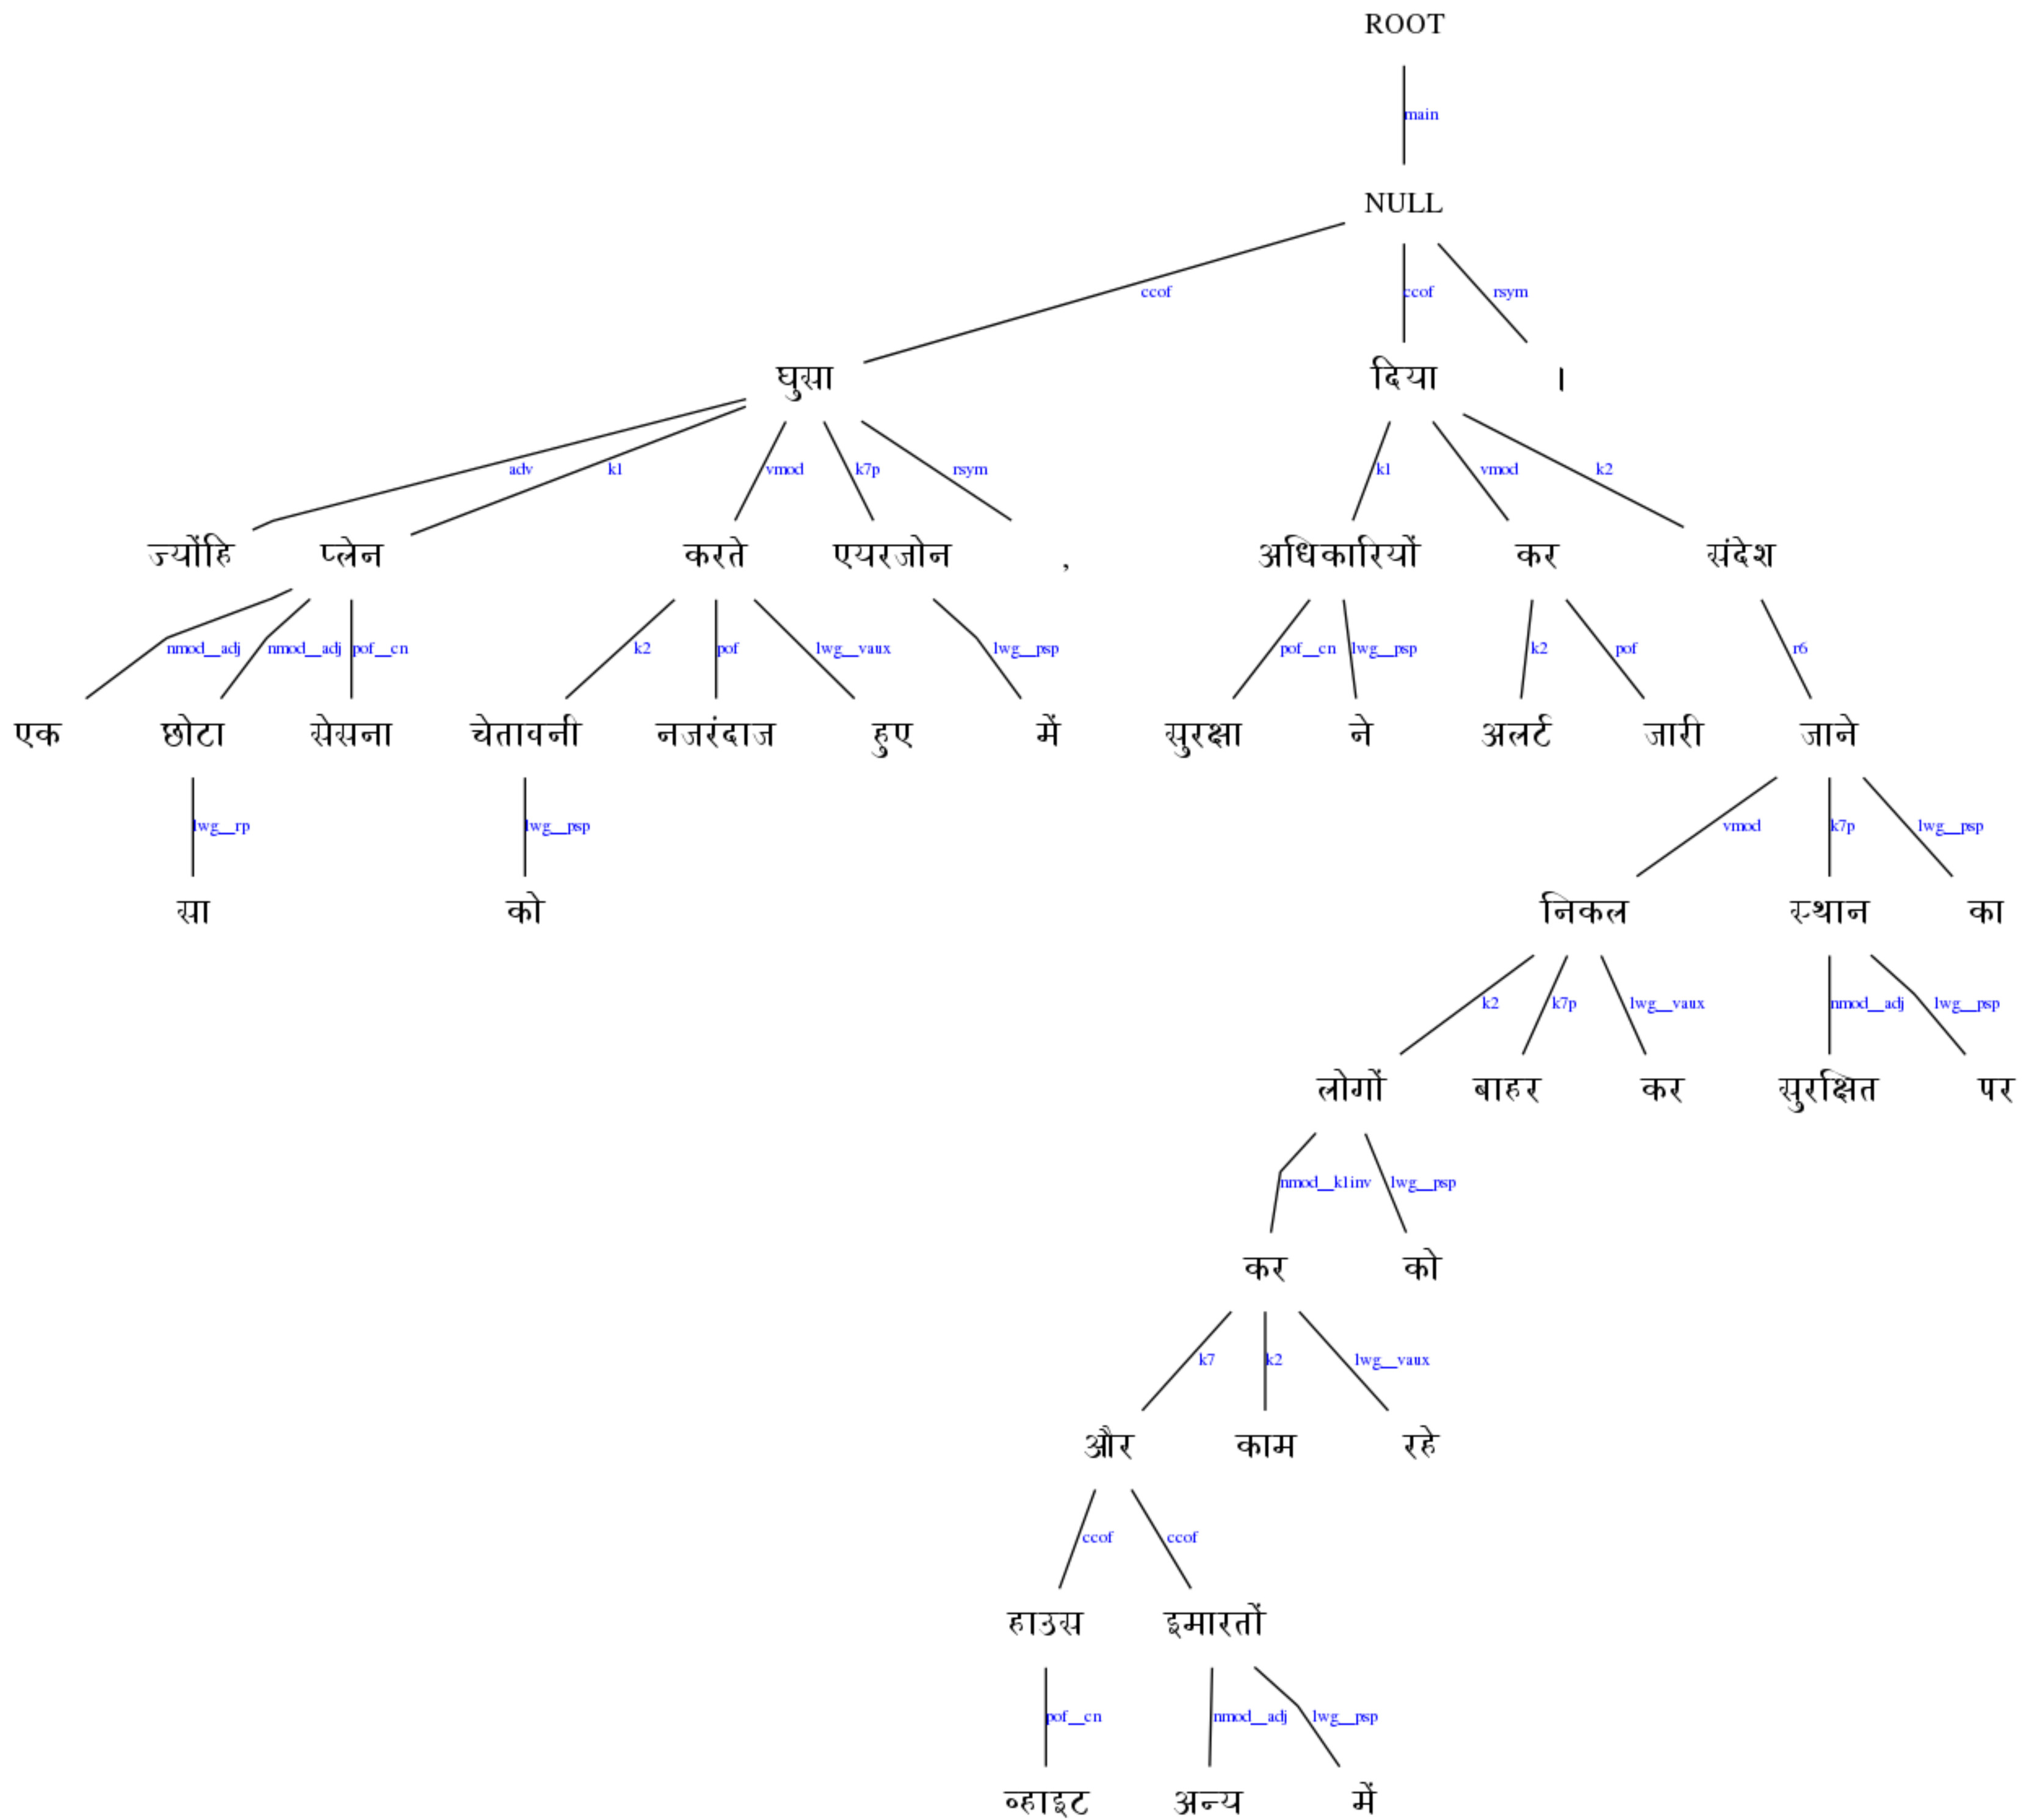 ROOT
main
NULL
ccof ccof rsym
घुसा दिया ।
adv k1 vmod k7p rsym k1 vmod k2
ज्योंहि प्लेन करते एयरजोन , अधिकारियों कर संदेश
nmod__adj nmod__adj pof__cn k2 pof lwg__vaux lwg__psp pof__cn lwg__psp k2 pof r6
एक छोटा सेसना चेतावनी नजरंदाज हुए में सुरक्षा ने अलर्ट जारी जाने
lwg__rp lwg__psp vmod k7p lwg__psp
सा को निकल स्थान का
k2 k7p lwg__vaux nmod__adj lwg__psp
लोगों बाहर कर सुरक्षित पर
nmod__k1inv lwg__psp
कर को
k7 k2 lwg__vaux
और काम रहे
ccof ccof
हाउस इमारतों
pof__cn nmod__adj lwg__psp
व्हाइट अन्य में